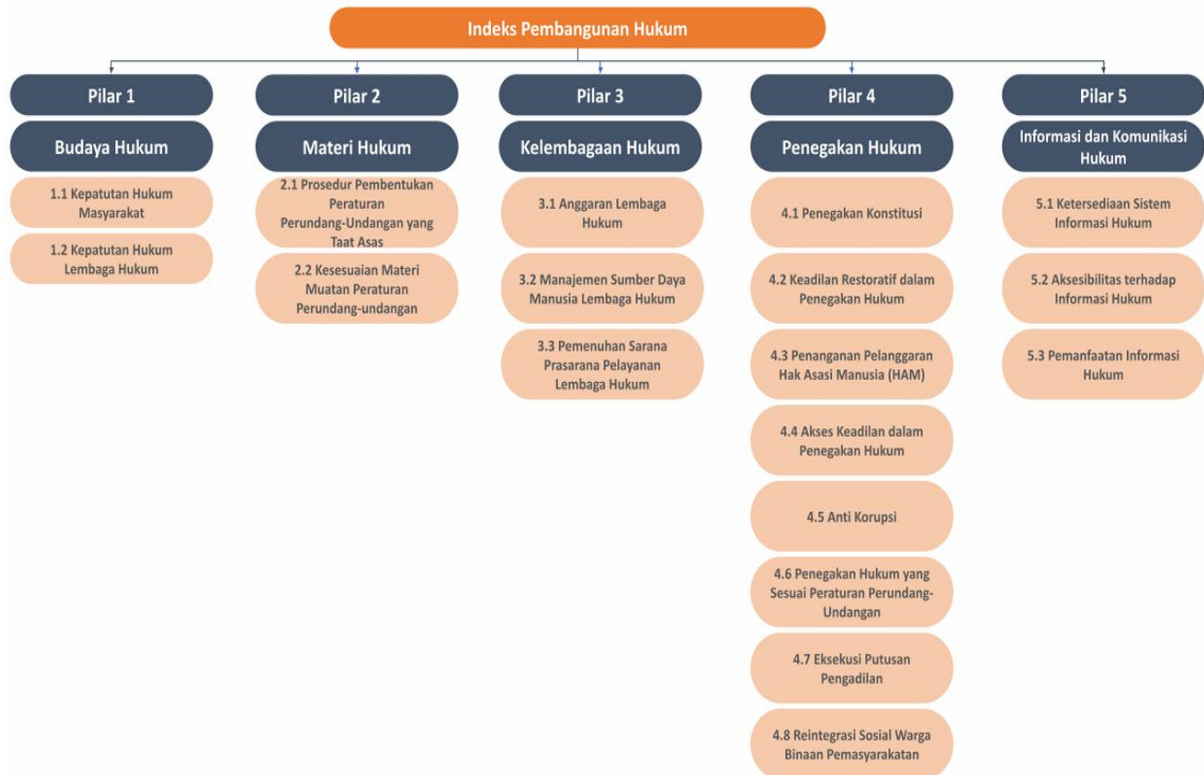 Indeks Pembangunan Hukum
Pilar 1
Budaya Hukum
1.1 Kepatutan Hukum
Masyarakat
1.2 Kepatutan Hukum
Lembaga Hukum
Pilar 2
Materi Hukum
2.1 Prosedur Pembentukan
Peraturan
Perundang-Undangan yang
Taat Asas
2.2 Kesesuaian Materi
Muatan Peraturan
Perundang-undangan
Pilar 3
Kelembagaan Hukum
3.1 Anggaran Lembaga
Hukum
3.2 Manajemen Sumber Daya
Manusia Lembaga Hukum
3.3 Pemenuhan Sarana
Prasarana Pelayanan
Lembaga Hukum
Pilar 4
Penegakan Hukum
4.1 Penegakan Konstitusi
4.2 Keadilan Restoratif dalam
Penegakan Hukum
4.3 Penanganan Pelanggaran
Hak Asasi Manusia (HAM)
4.4 Akses Keadilan dalam
Penegakan Hukum
4.5 Anti Korupsi
4.6 Penegakan Hukum yang
Sesuai Peraturan Perundang-
Undangan
4.7 Eksekusi Putusan
Pengadilan
4.8 Reintegrasi Sosial Warga
Binaan Pemasyarakatan
Pilar 5
Informasi dan Komunikasi
Hukum
5.1 Ketersediaan Sistem
Informasi Hukum
5.2 Aksesibilitas terhadap
Informasi Hukum
5.3 Pemanfaatan Informasi
Hukum